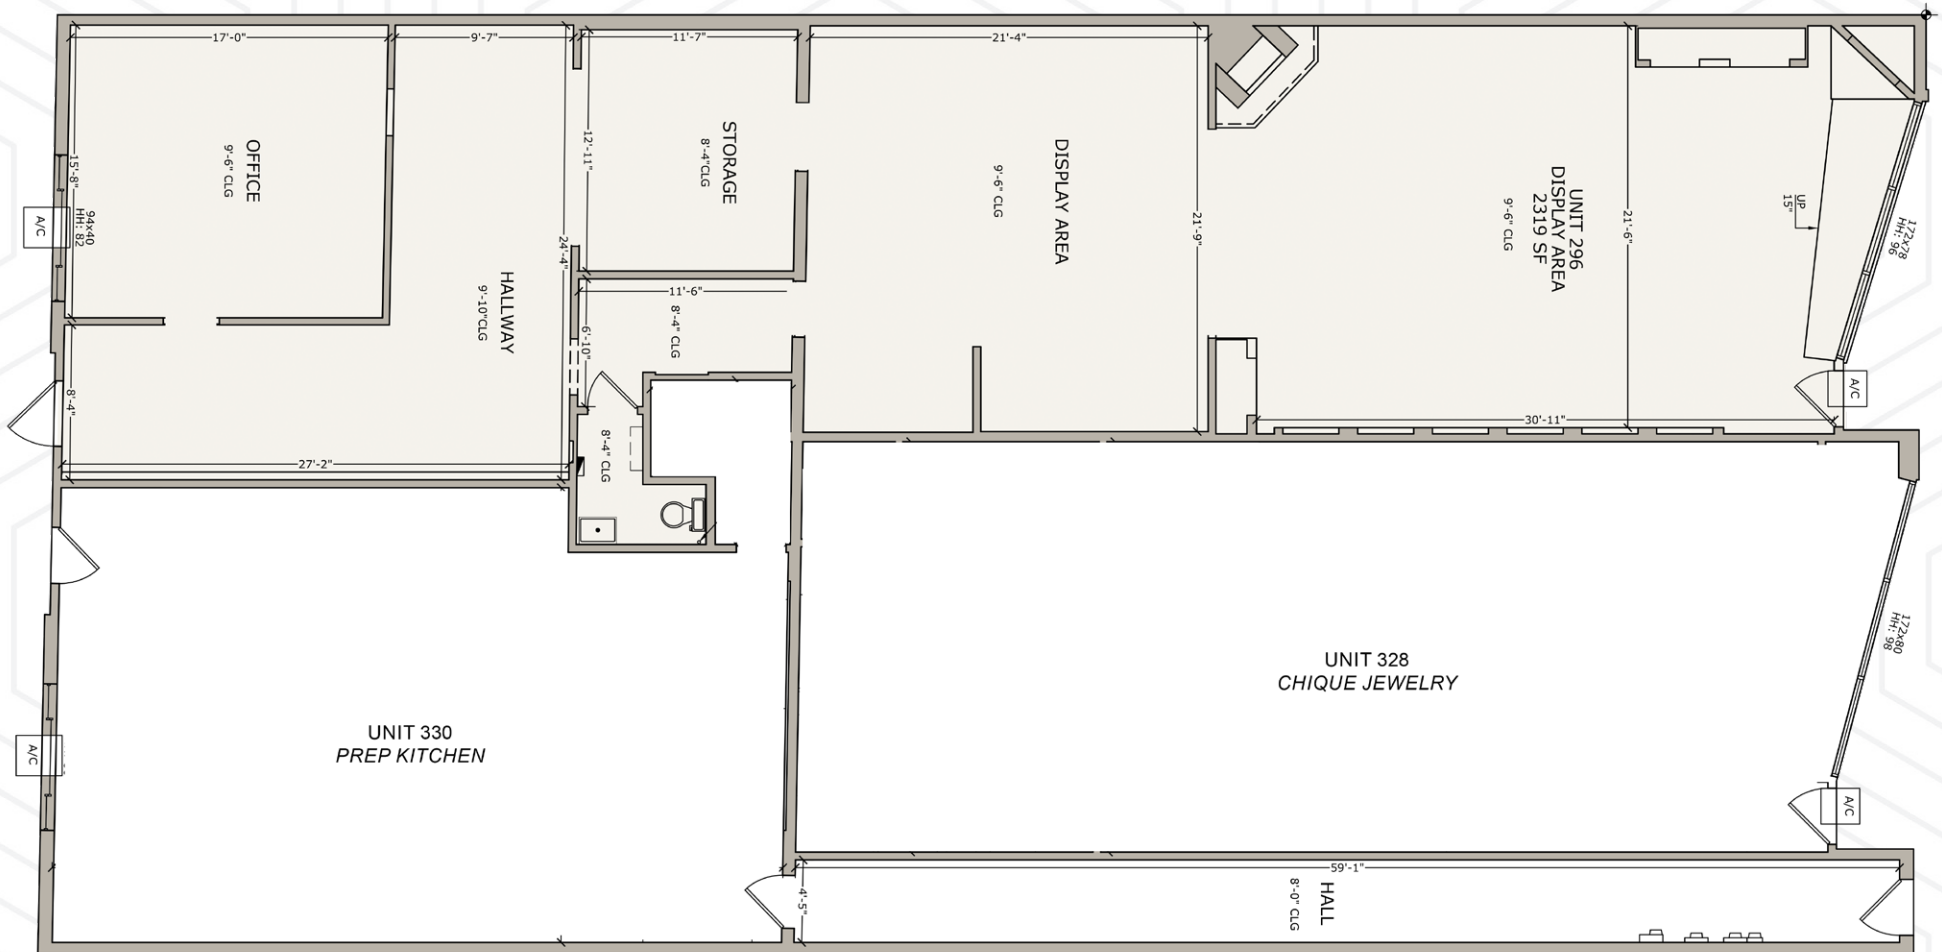 17'-0"
9'-7"
11'-7"
21'-4"
OFFICE
9'-6" CLG
15'-8"
94x40
HH: 82
A/C
HALLWAY
9'-10"CLG
24'-4"
8'-4"
27'-2"
STORAGE
8'-4"CLG
12'-11"
11'-6"
8'-4" CLG
6'-10"
8'-4" CLG
DISPLAY AREA
9'-6" CLG
21'-9"
UNIT 296
DISPLAY AREA
2319 SF
9'-6" CLG
21'-6"
30'-11"
UP
15"
172x78
HH: 96
A/C
UNIT 328
CHIQUE JEWELRY
172x80
HH: 98
A/C
UNIT 330
PREP KITCHEN
A/C
59'-1"
HALL
8'-0" CLG
4'-5"